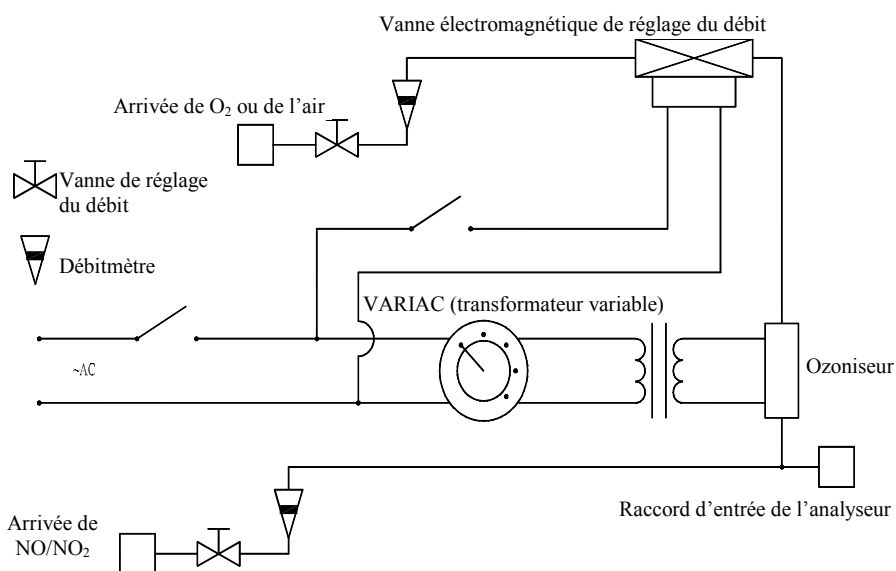 Vanne électromagnétique de réglage du débit
Arrivée de O₂ ou de l’air
Vanne de réglage
du débit
Débitmètre
VARIAC (transformateur variable)
~AC
Ozoniseur
Raccord d’entrée de l’analyseur
Arrivée de
NO/NO₂